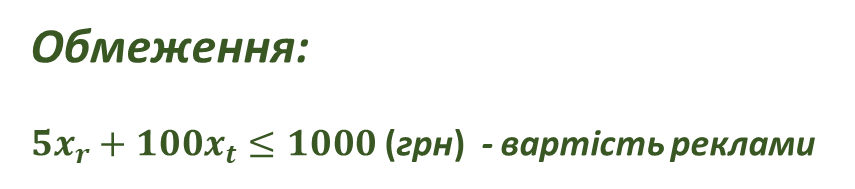 Обмеження:
5xᵣ + 100xₜ ≤ 1000 (грн) - вартість реклами